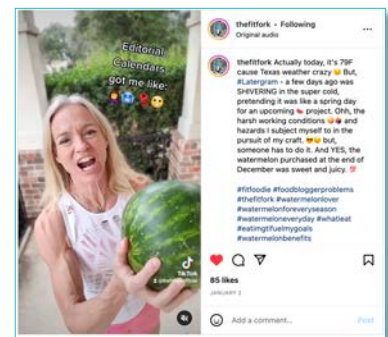 Editorial
Calendars
got me like:
TikTok
thefitfork • Following
Original audio
thefitfork Actually today, it's 79F
cause Texas weather crazy 😉 But,
#Latergram - a few days ago was
SHIVERING in the super cold,
pretending it was like a spring day
for an upcoming 🍉 project. Ohh, the
harsh working conditions
and
hazards I subject myself to in the
pursuit of my craft.
but,
someone has to do it. And YES, the
watermelon purchased at the end of
December was sweet and juicy. 💯
#fitfoodie #foodbloggerproblems
#thefitfork #watermelonlover
#watermelonforeveryseason
#watermeloneveryday #whatieat
#eatimgtifuelmygoals
#watermelonbenefits
85 likes
JANUARY 2
Add a comment...
Post